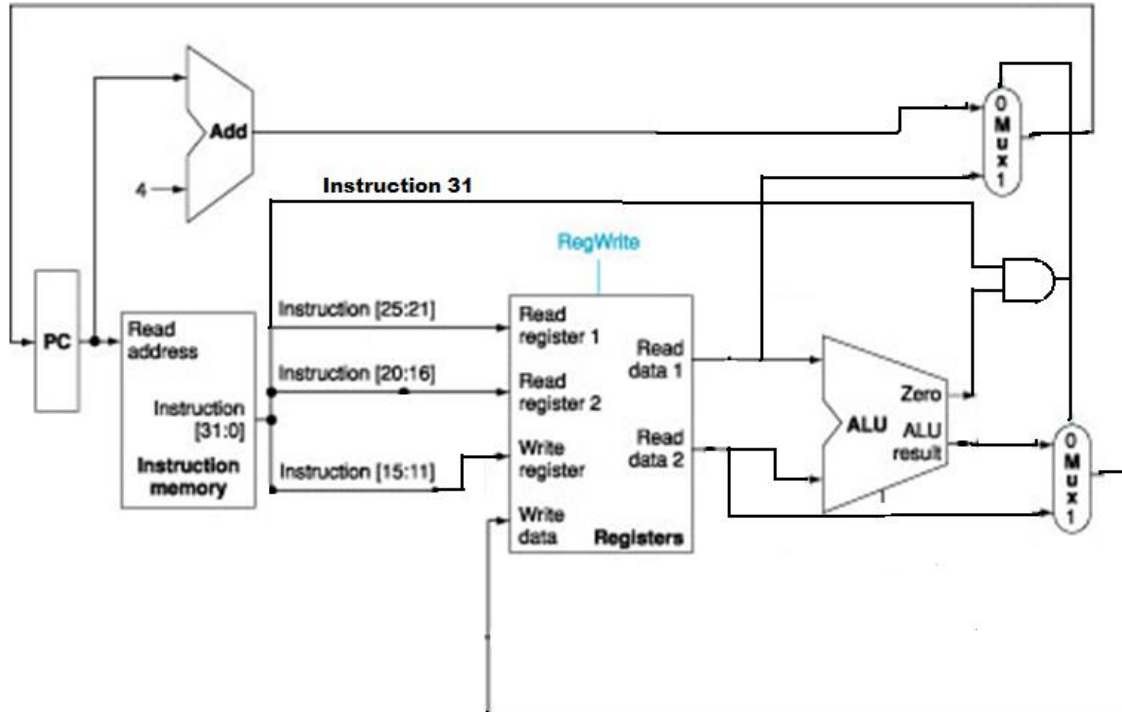 Add
4
0
Mux
1
Instruction 31
RegWrite
PC
Read
address
Instruction
[31:0]
Instruction
memory
Instruction [25:21]
Instruction [20:16]
Instruction [15:11]
Read
register 1
Read
register 2
Write
register
Write
data
Read
data 1
Read
data 2
Registers
Zero
ALU
ALU
result
0
Mux
1